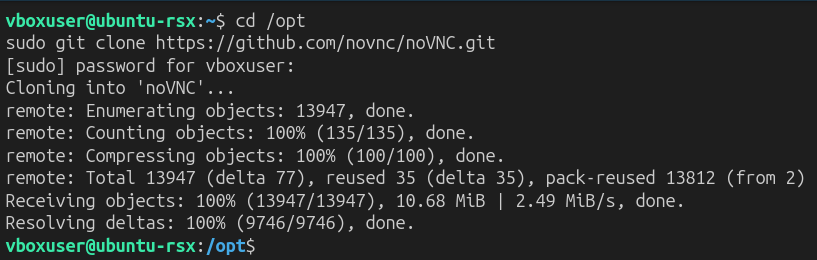 vboxuser@ubuntu-rsx:~$ cd /opt
sudo git clone https://github.com/novnc/noVNC.git
[sudo] password for vboxuser:
Cloning into 'noVNC'...
remote: Enumerating objects: 13947, done.
remote: Counting objects: 100% (135/135), done.
remote: Compressing objects: 100% (100/100), done.
remote: Total 13947 (delta 77), reused 35 (delta 35), pack-reused 13812 (from 2)
Receiving objects: 100% (13947/13947), 10.68 MiB | 2.49 MiB/s, done.
Resolving deltas: 100% (9746/9746), done.
vboxuser@ubuntu-rsx:/opt$